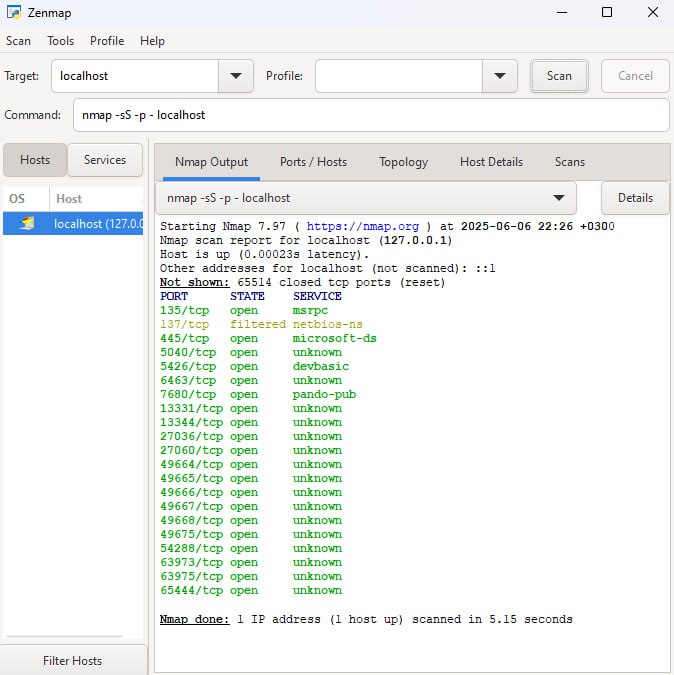 Zenmap
Scan Tools Profile Help
Target: localhost Profile: Scan Cancel
Command: nmap -sS -p - localhost
Hosts Services
OS Host
localhost (127.0.0
Nmap Output Ports / Hosts Topology Host Details Scans
nmap -sS -p - localhost Details
Starting Nmap 7.97 ( https://nmap.org ) at 2025-06-06 22:26 +0300
Nmap scan report for localhost (127.0.0.1)
Host is up (0.00023s latency).
Other addresses for localhost (not scanned): ::1
Not shown: 65514 closed tcp ports (reset)
PORT STATE SERVICE
135/tcp open msrpc
137/tcp filtered netbios-ns
445/tcp open microsoft-ds
5040/tcp open unknown
5426/tcp open devbasic
6463/tcp open unknown
7680/tcp open pando-pub
13331/tcp open unknown
13344/tcp open unknown
27036/tcp open unknown
27060/tcp open unknown
49664/tcp open unknown
49665/tcp open unknown
49666/tcp open unknown
49667/tcp open unknown
49668/tcp open unknown
49675/tcp open unknown
54288/tcp open unknown
63973/tcp open unknown
63975/tcp open unknown
65444/tcp open unknown
Nmap done: 1 IP address (1 host up) scanned in 5.15 seconds
Filter Hosts